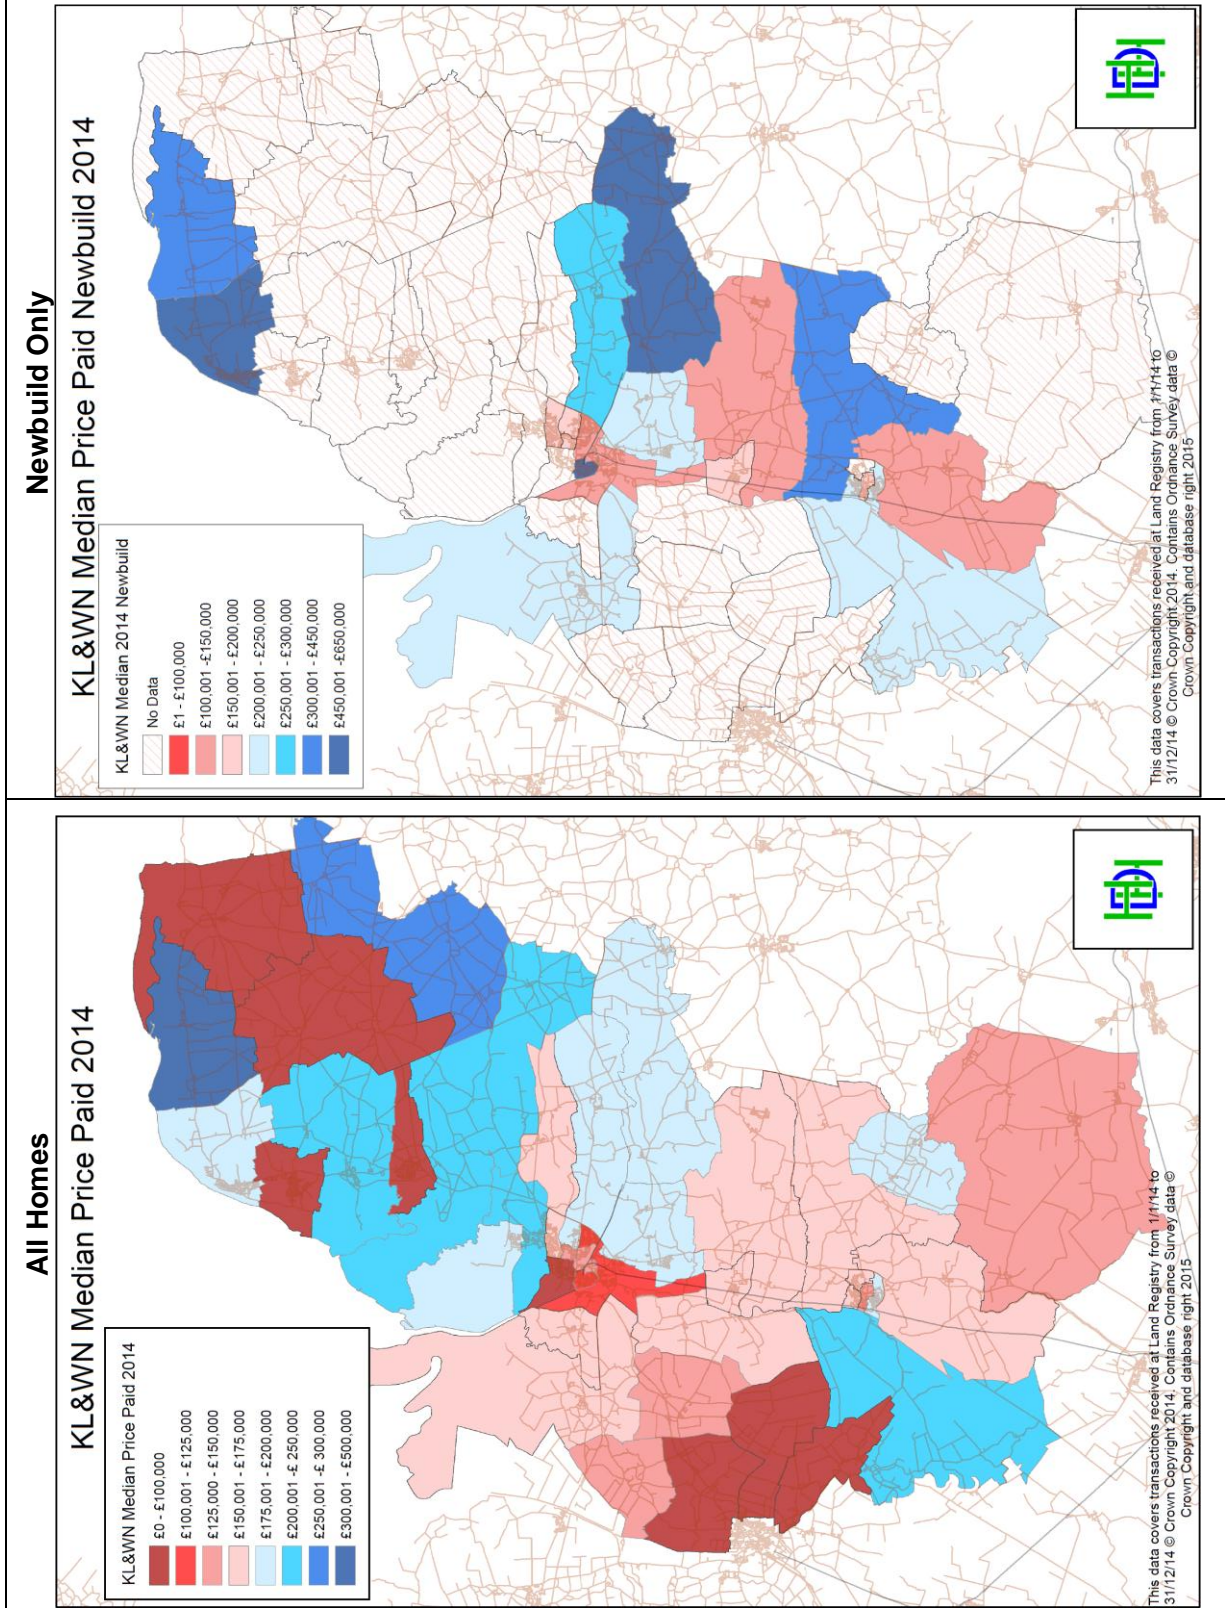 All Homes
KL&WN Median Price Paid 2014
KL&WN Median Price Paid 2014
£0 - £100,000
£100,001 - £125,000
£125,000 - £150,000
£150,001 - £175,000
£175,001 - £200,000
£200,001 -£ 250,000
£250,001 -£ 300,000
£300,001 - £500,000
This data covers transactions received at Land Registry from 1/1/14 to
31/12/14 © Crown Copyright 2014. Contains Ordnance Survey data ©
Crown Copyright and database right 2015
Newbuild Only
KL&WN Median Price Paid Newbuild 2014
KL&WN Median 2014 Newbuild
No Data
£1 - £100,000
£100,001 -£150,000
£150,001 - £200,000
£200,001 - £250,000
£250,001 - £300,000
£300,001 - £450,000
£450,001 -£650,000
This data covers transactions received at Land Registry from 1/1/14 to
31/12/14 © Crown Copyright 2014. Contains Ordnance Survey data ©
Crown Copyright and database right 2015